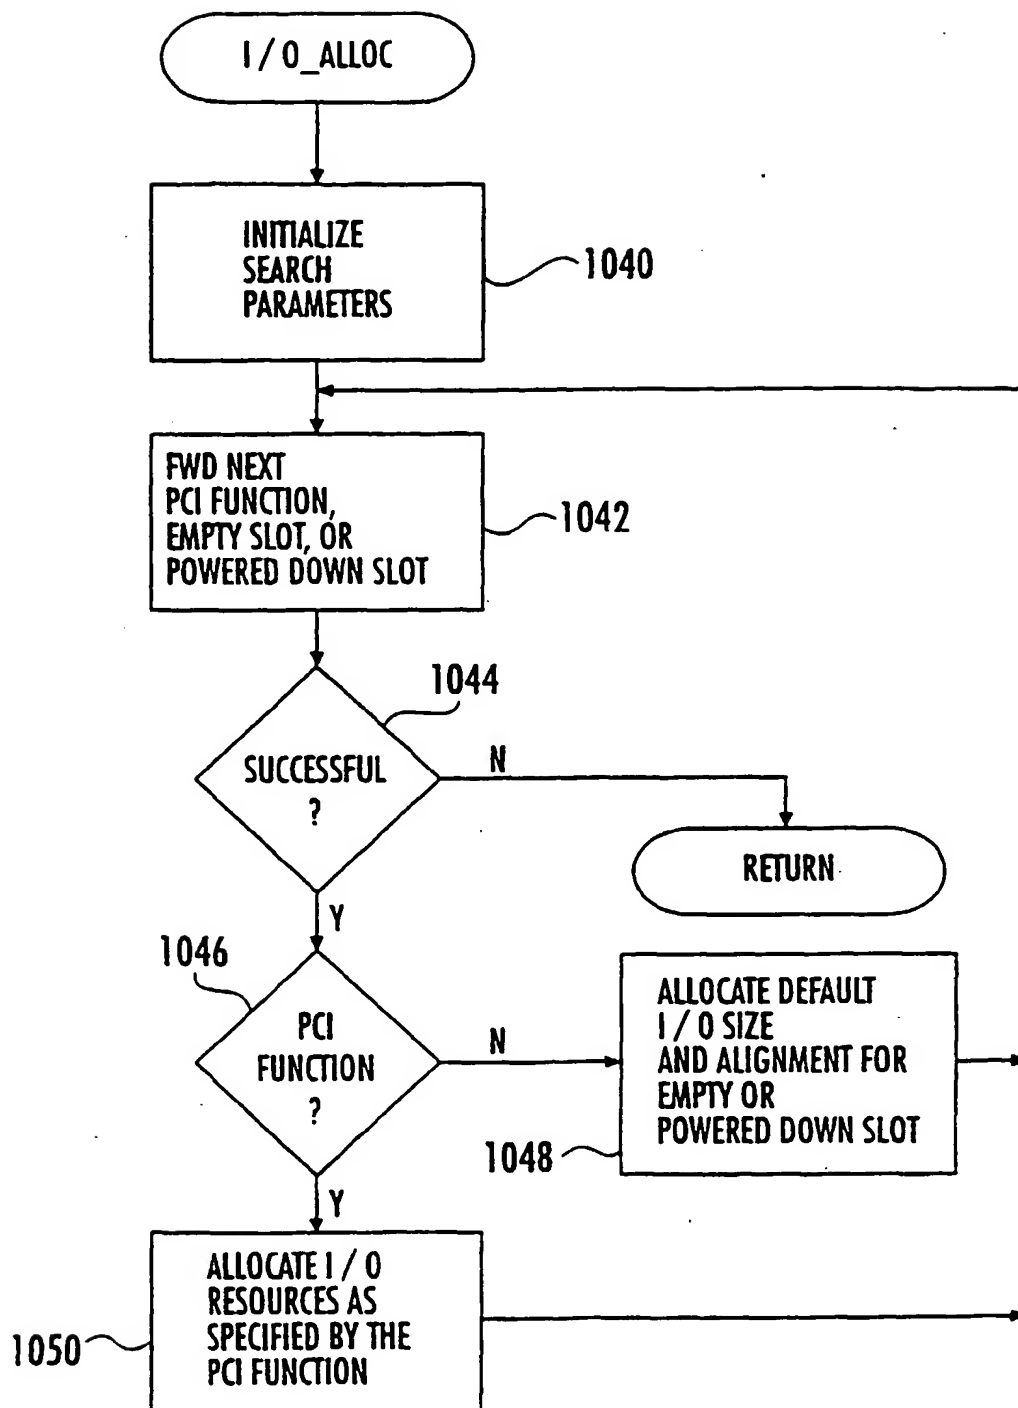 I/O_ALLOC
INITIALIZE
SEARCH
PARAMETERS
1040
FWD NEXT
PCI FUNCTION,
EMPTY SLOT, OR
POWERED DOWN SLOT
1042
1044
SUCCESSFUL
?
N
RETURN
Y
1046
PCI
FUNCTION
?
N
ALLOCATE DEFAULT
I/O SIZE
AND ALIGNMENT FOR
EMPTY OR
POWERED DOWN SLOT
1048
Y
ALLOCATE I/O
RESOURCES AS
SPECIFIED BY THE
PCI FUNCTION
1050